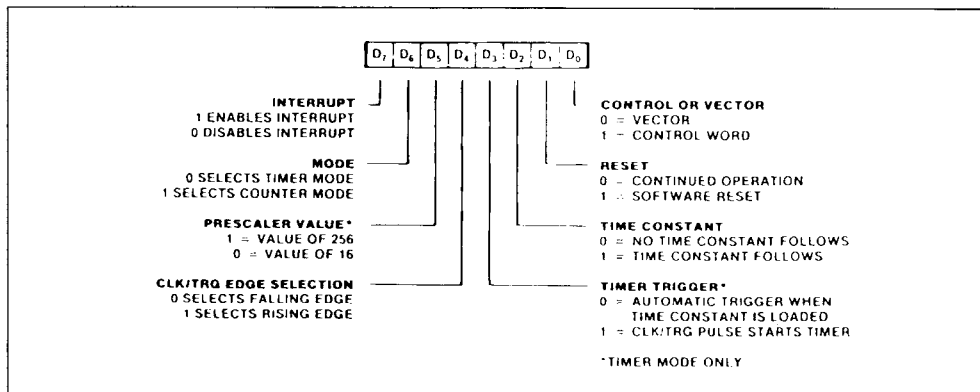 D7 D6 D5 D4 D3 D2 D1 D0
INTERRUPT
1 ENABLES INTERRUPT
0 DISABLES INTERRUPT
MODE
0 SELECTS TIMER MODE
1 SELECTS COUNTER MODE
PRESCALER VALUE*
1 = VALUE OF 256
0 = VALUE OF 16
CLK/TRG EDGE SELECTION
0 SELECTS FALLING EDGE
1 SELECTS RISING EDGE
CONTROL OR VECTOR
0 = VECTOR
1 = CONTROL WORD
RESET
0 = CONTINUED OPERATION
1 = SOFTWARE RESET
TIME CONSTANT
0 = NO TIME CONSTANT FOLLOWS
1 = TIME CONSTANT FOLLOWS
TIMER TRIGGER*
0 = AUTOMATIC TRIGGER WHEN
TIME CONSTANT IS LOADED
1 = CLK/TRG PULSE STARTS TIMER
*TIMER MODE ONLY